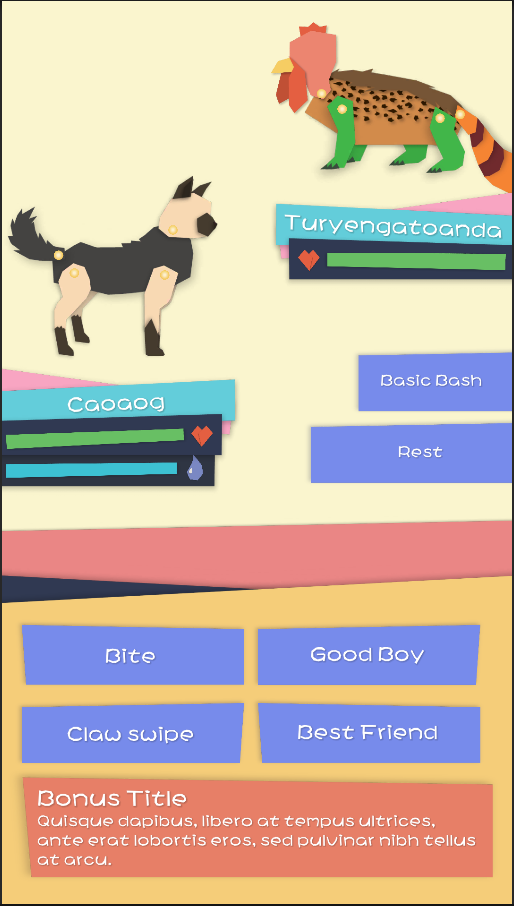 Turyengatoanda
Caoaog
Basic Bash
Rest
Bite
Good Boy
Claw swipe
Best Friend
Bonus Title
Quisque dapibus, libero at tempus ultrices,
ante erat lobortis eros, sed pulvinar nibh tellus
at arcu.